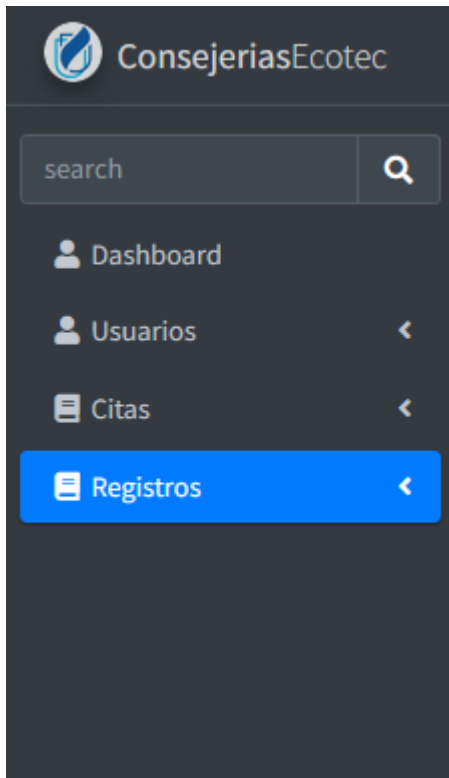 ConsejeriasEcotec
search
Dashboard
Usuarios
Citas
Registros